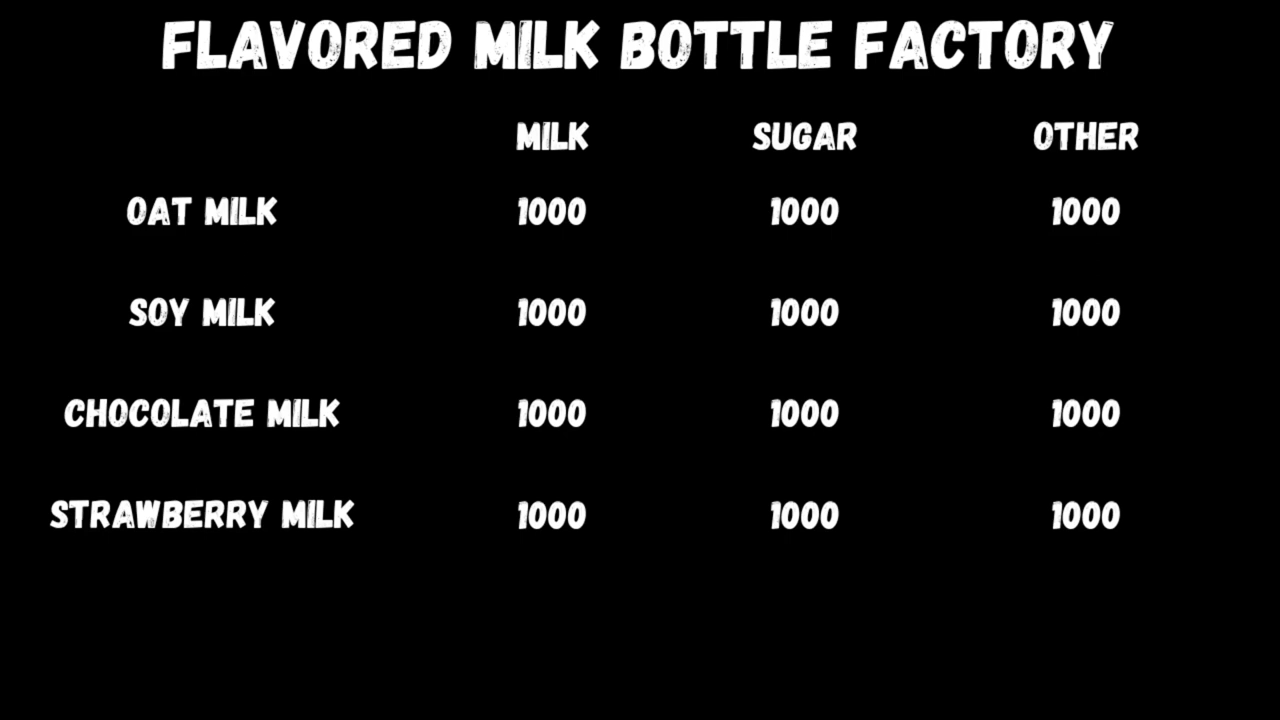 FLAVORED MILK BOTTLE FACTORY
MILK SUGAR OTHER
OAT MILK 1000 1000 1000
SOY MILK 1000 1000 1000
CHOCOLATE MILK 1000 1000 1000
STRAWBERRY MILK 1000 1000 1000